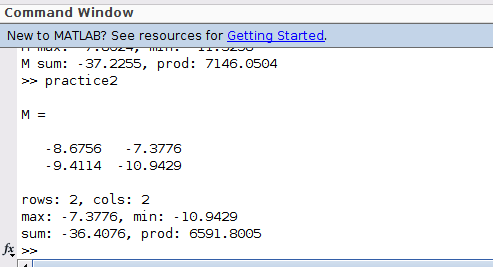 Command Window
New to MATLAB? See resources for Getting Started.
M sum: -37.2255, prod: 7146.0504
>> practice2
M =
-8.6756 -7.3776
-9.4114 -10.9429
rows: 2, cols: 2
max: -7.3776, min: -10.9429
sum: -36.4076, prod: 6591.8005
fx >>